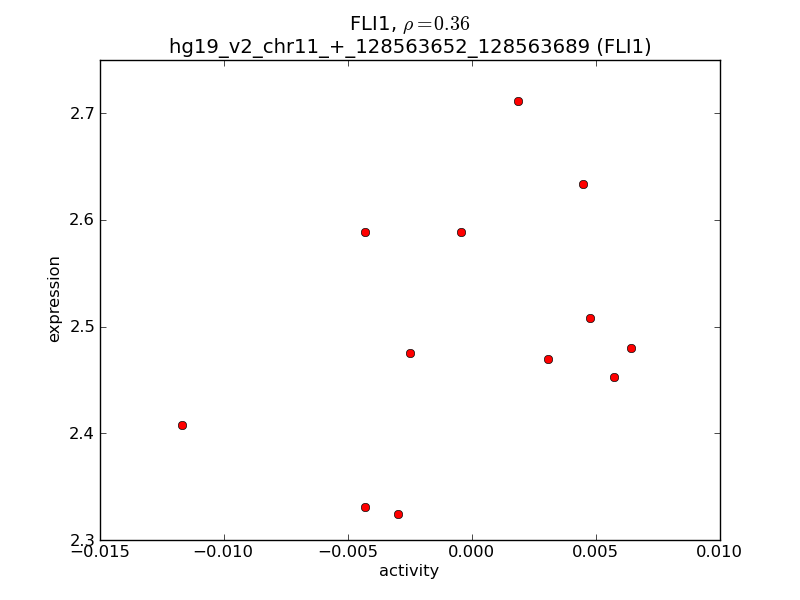 FLI1, ρ = 0.36
hg19_v2_chr11_+_128563652_128563689 (FLI1)
2.7
2.6
2.5
2.4
2.3
expression
−0.015
−0.010
−0.005
0.000
0.005
0.010
activity